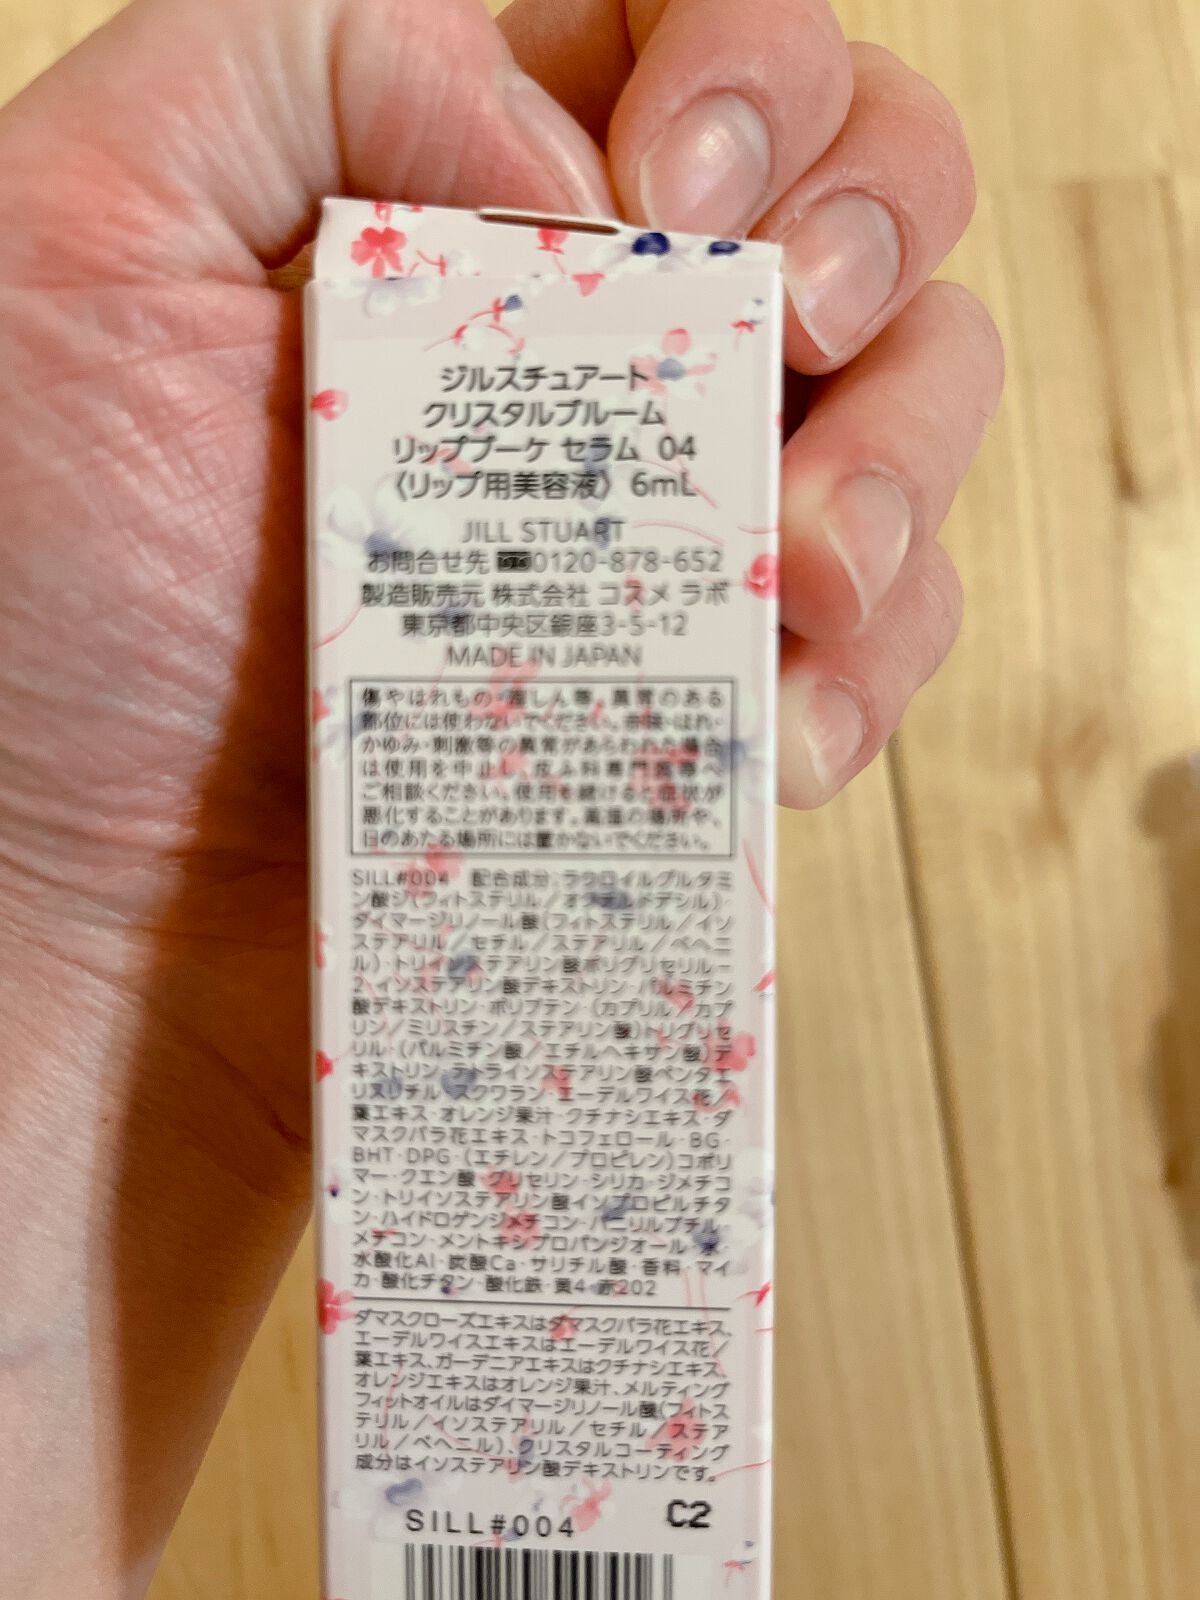 ジルスチュアート
クリスタルブルーム
リップブーケ セラム 04
〈リップ用美容液〉 6mL
JILL STUART
お問合せ先 0120-878-652
製造販売元 株式会社 コスメ ラボ
東京都中央区銀座3-5-12
MADE IN JAPAN
傷やはれもの・湿しん等、異常のある
部位には使わないでください。赤味・はれ・
かゆみ・刺激等の異常があらわれた場合
は使用を中止し、皮ふ科専門医等へ
ご相談ください。使用を続けると症状が
悪化することがあります。高温の場所や、
日のあたる場所には置かないでください。
SILL#004 配合成分:ラウロイルグルタミ
ン酸ジ(フィトステリル/オクチルドデシル)・
ダイマージリノール酸(フィトステリル/イソ
ステアリル/セチル/ステアリル/ベヘニ
ル)・トリイソステアリン酸ポリグリセリル-
2・イソステアリン酸デキストリン・パルミチン
酸デキストリン・ポリブテン・(カプリル/カプ
リン/ミリスチン/ステアリン酸)トリグリセ
リル・(パルミチン酸/エチルヘキサン酸)デ
キストリン・テトライソステアリン酸ペンタエ
リスリチル・スクワラン・エーデルワイス花/
葉エキス・オレンジ果汁・クチナシエキス・ダ
マスクバラ花エキス・トコフェロール・BG・
BHT・DPG・(エチレン/プロピレン)コポリ
マー・クエン酸・グリセリン・シリカ・ジメチコ
ン・トリイソステアリン酸イソプロピルチタ
ン・ハイドロゲンジメチコン・バニリルブチル・
メチコン・メントキシプロパンジオール・水・
水酸化Al・炭酸Ca・サリチル酸・香料・マイ
カ・酸化チタン・酸化鉄・黄4・赤202
ダマスクローズエキスはダマスクバラ花エキス、
エーデルワイスエキスはエーデルワイス花/
葉エキス、ガーデニアエキスはクチナシエキス、
オレンジエキスはオレンジ果汁、メルティング
フィットオイルはダイマージリノール酸(フィトス
テリル/イソステアリル/セチル/ステア
リル/ベヘニル)、クリスタルコーティング
成分はイソステアリン酸デキストリンです。
SILL#004
C2